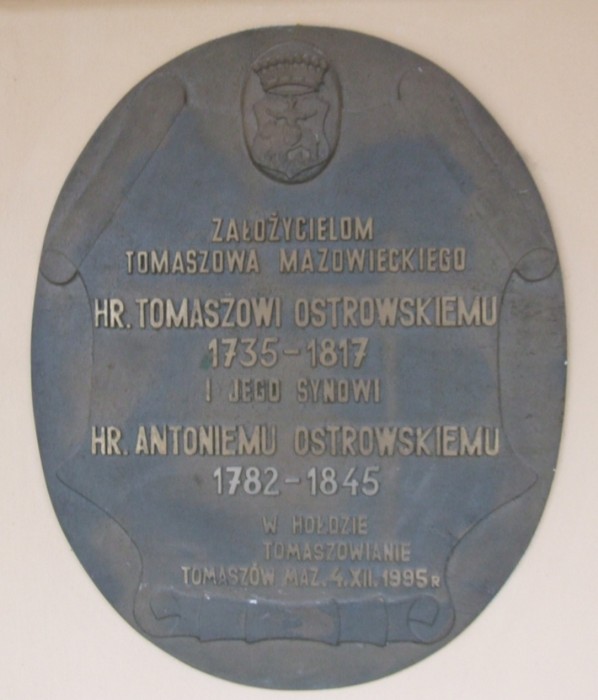 ZAŁOŻYCIELOM
TOMASZOWA MAZOWIECKIEGO
HR. TOMASZOWI OSTROWSKIEMU
1735-1817
I JEGO SYNOWI
HR. ANTONIEMU OSTROWSKIEMU
1782-1845
W HOŁDZIE
TOMASZOWIANIE
TOMASZÓW MAZ. 4.XII.1995R